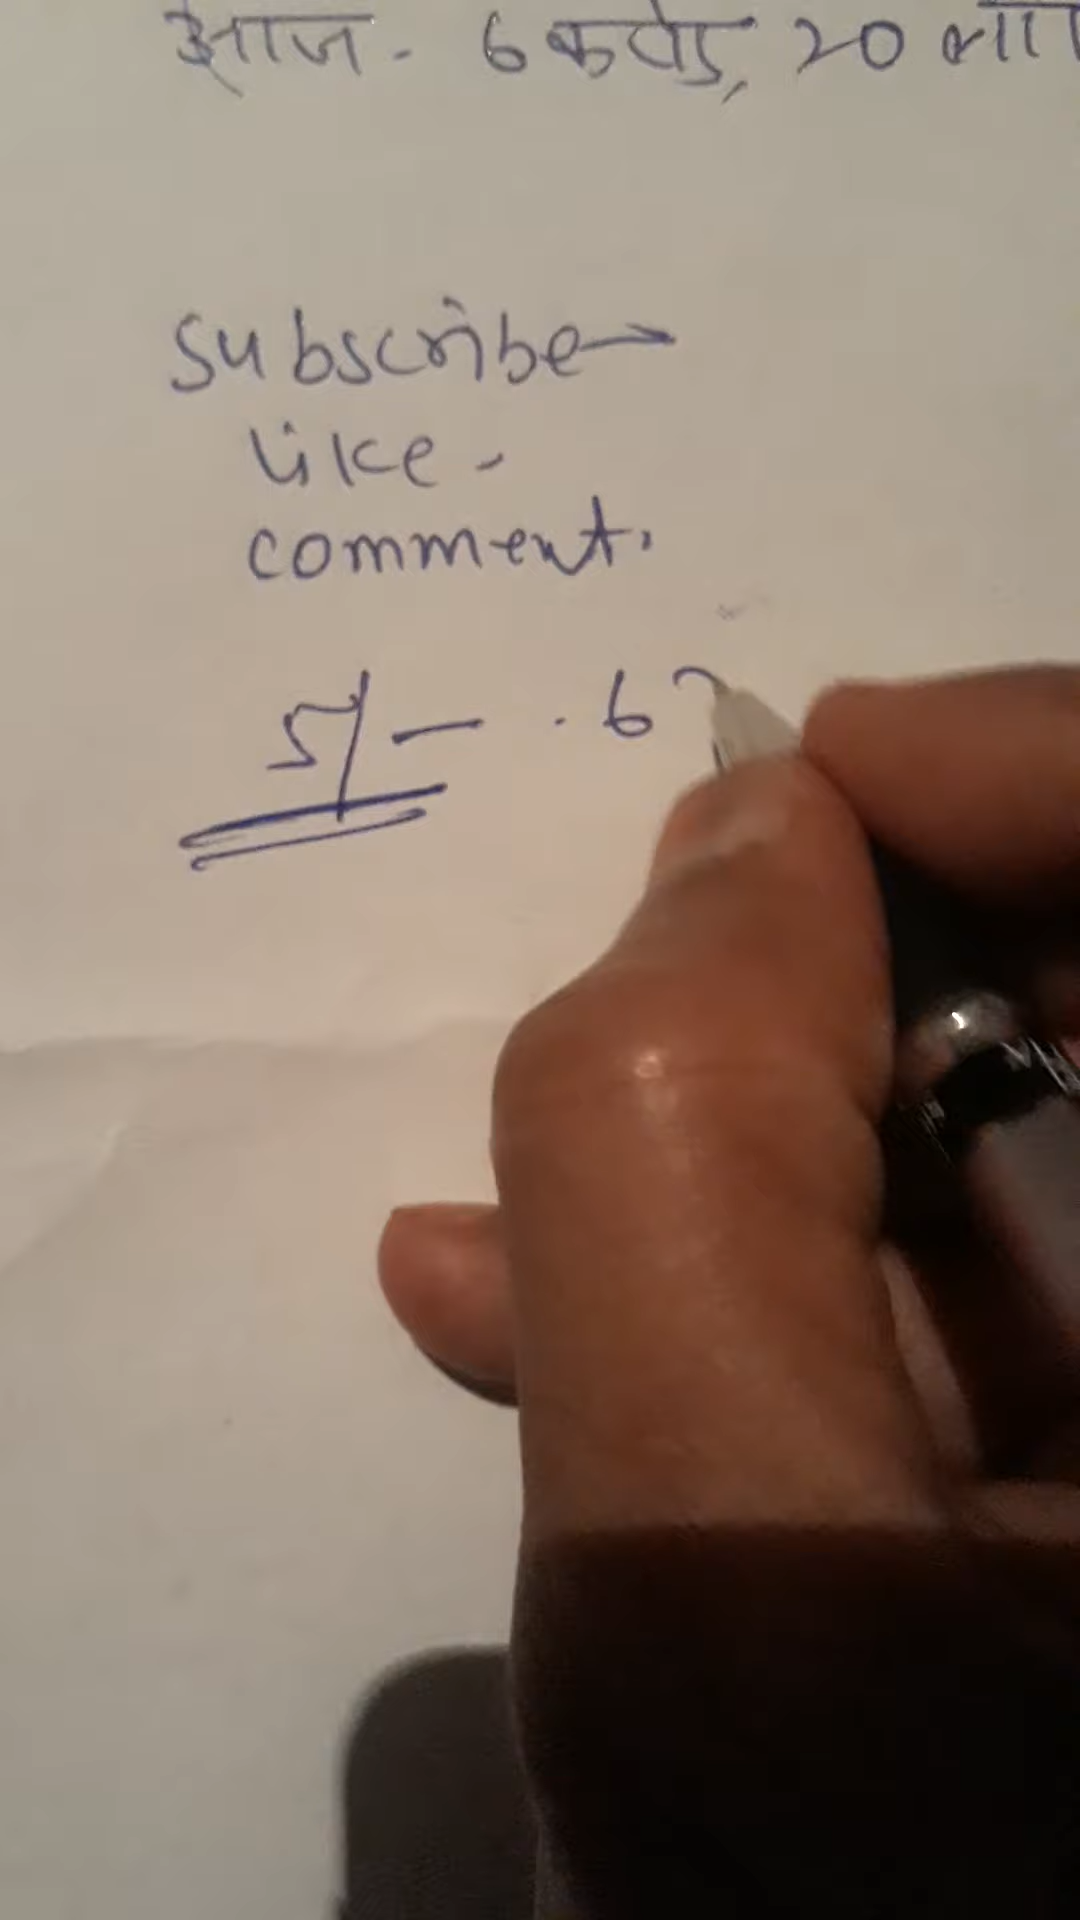 आज - 6 करोड़, 20 ला
subscribe→
like -
comment.
5/- . 6